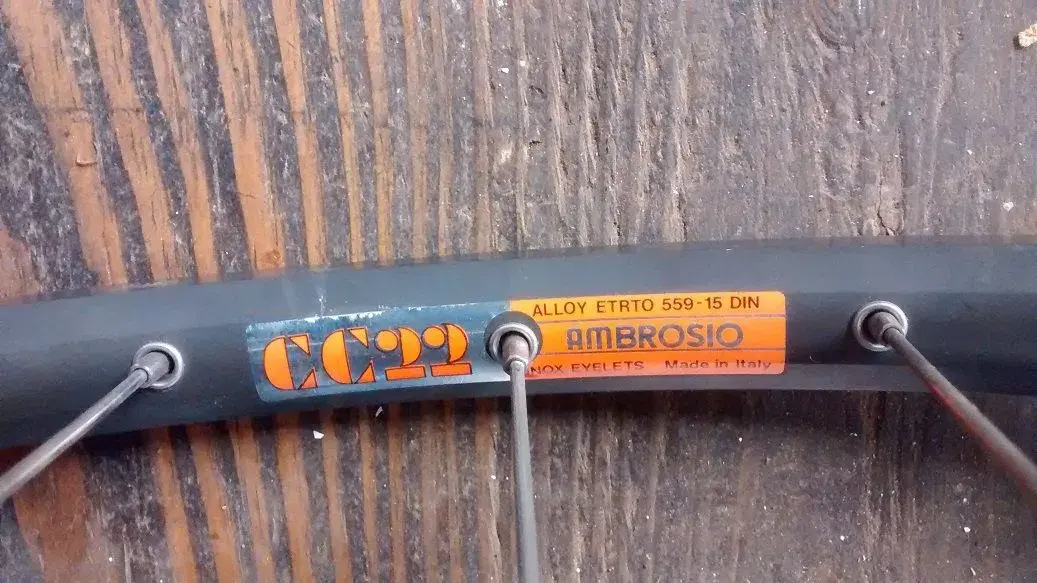 CC22
ALLOY ETRTO 559-15 DIN
AMBROSIO
NOX EYELETS Made in Italy